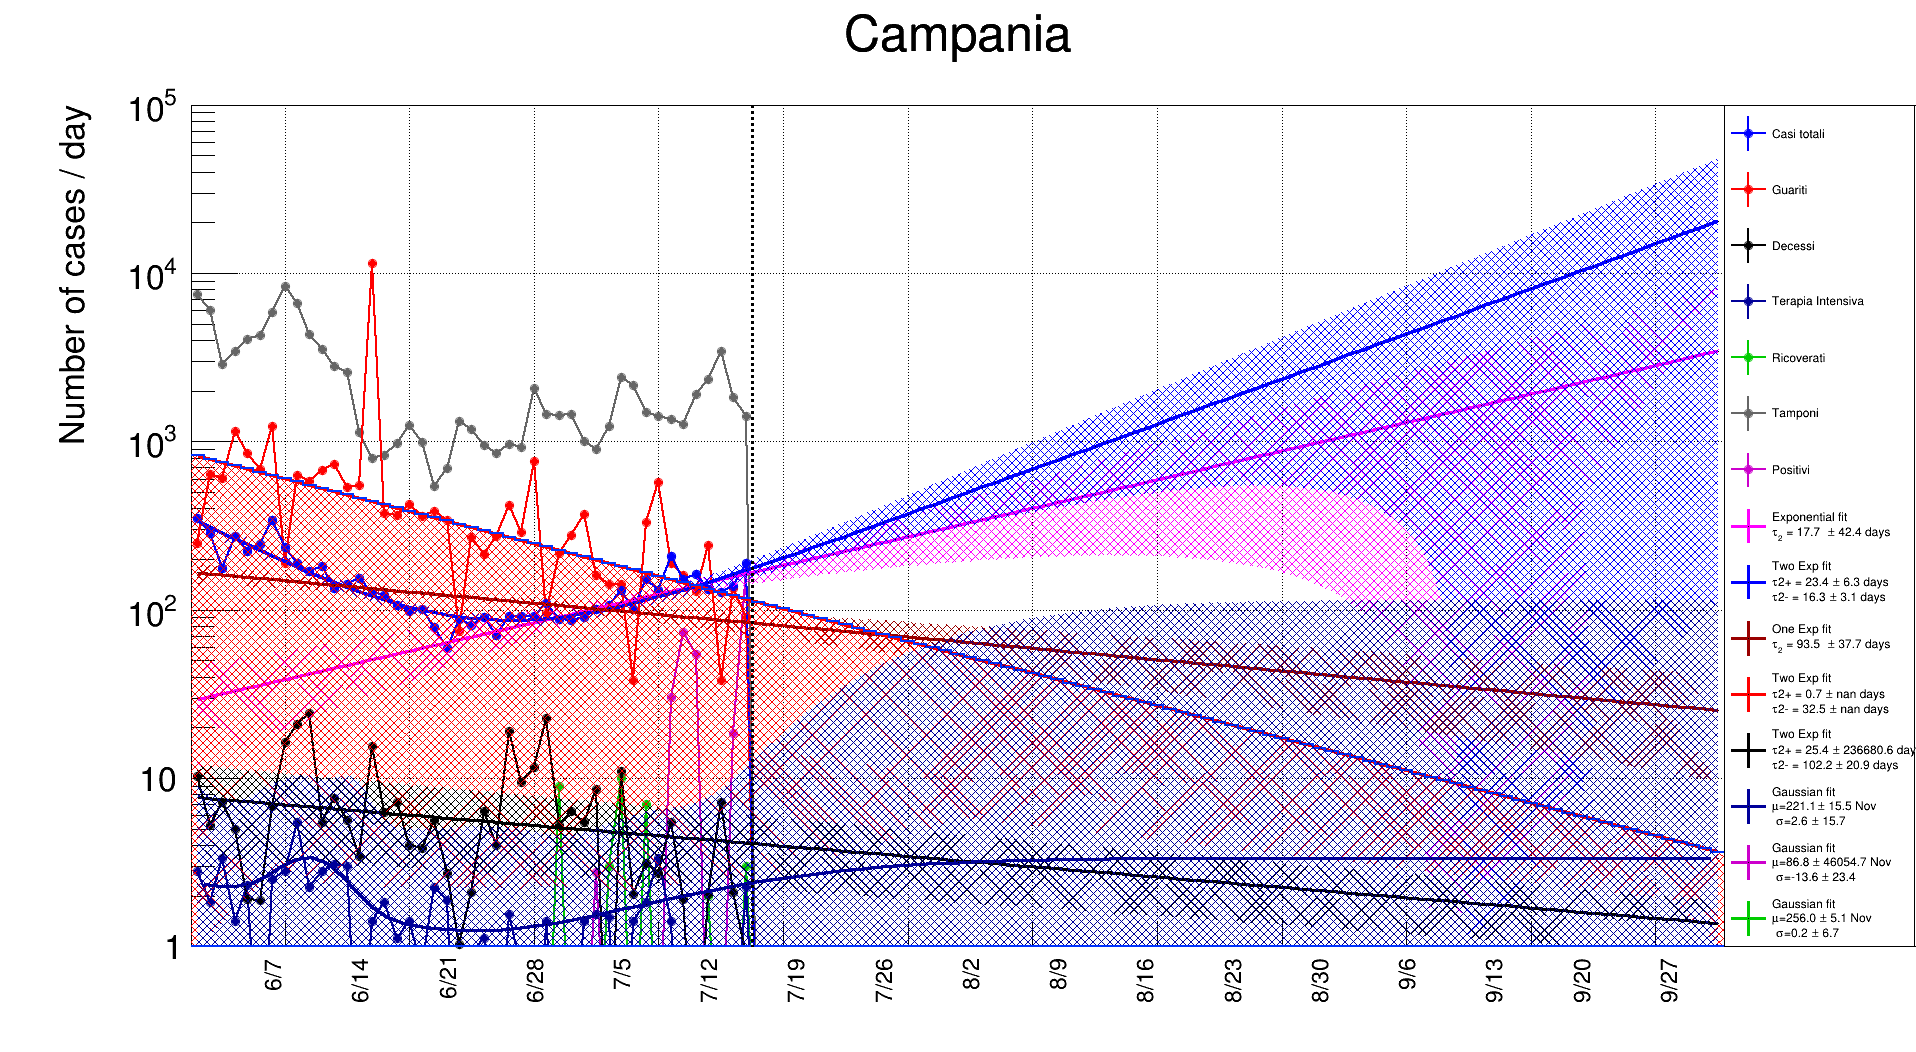 Campania
Number of cases / day
10^5
10^4
10^3
10^2
10
1
6/7
6/14
6/21
6/28
7/5
7/12
7/19
7/26
8/2
8/9
8/16
8/23
8/30
9/6
9/13
9/20
9/27
Casi totali
Guariti
Decessi
Terapia Intensiva
Ricoverati
Tamponi
Positivi
Exponential fit
τ₂ = 17.7 ± 42.4 days
Two Exp fit
τ2+ = 23.4 ± 6.3 days
τ2- = 16.3 ± 3.1 days
One Exp fit
τ₂ = 93.5 ± 37.7 days
Two Exp fit
τ2+ = 0.7 ± nan days
τ2- = 32.5 ± nan days
Two Exp fit
τ2+ = 25.4 ± 236680.6 day
τ2- = 102.2 ± 20.9 days
Gaussian fit
μ=221.1 ± 15.5 Nov
σ=2.6 ± 15.7
Gaussian fit
μ=86.8 ± 46054.7 Nov
σ=-13.6 ± 23.4
Gaussian fit
μ=256.0 ± 5.1 Nov
σ=0.2 ± 6.7